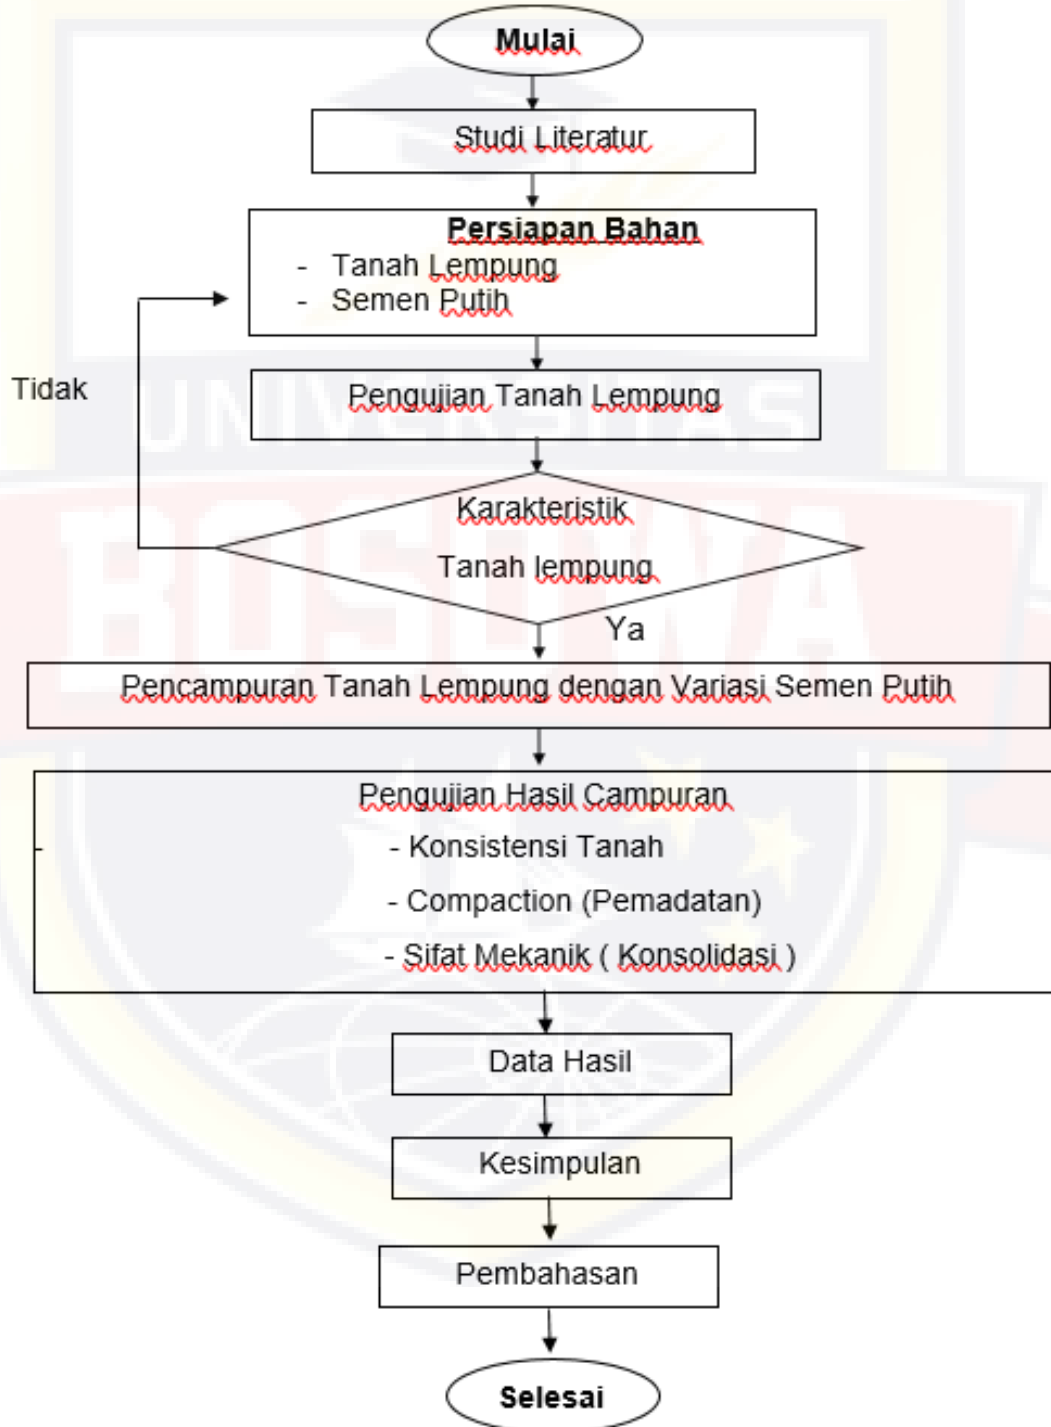 Mulai
Studi Literatur
Persiapan Bahan
- Tanah Lempung
- Semen Putih
Tidak
Pengujian Tanah Lempung
Karakteristik
Tanah lempung
Ya
Pencampuran Tanah Lempung dengan Variasi Semen Putih
Pengujian Hasil Campuran
- - Konsistensi Tanah
- Compaction (Pemadatan)
- Sifat Mekanik ( Konsolidasi )
Data Hasil
Kesimpulan
Pembahasan
Selesai
UNIVERSITAS
BOSOWA